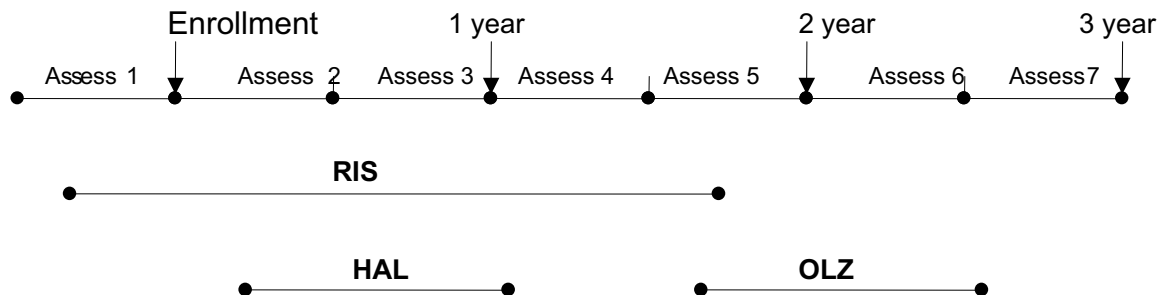 Enrollment 1 year 2 year 3 year
Assess 1 Assess 2 Assess 3 Assess 4 Assess 5 Assess 6 Assess7
RIS
HAL OLZ